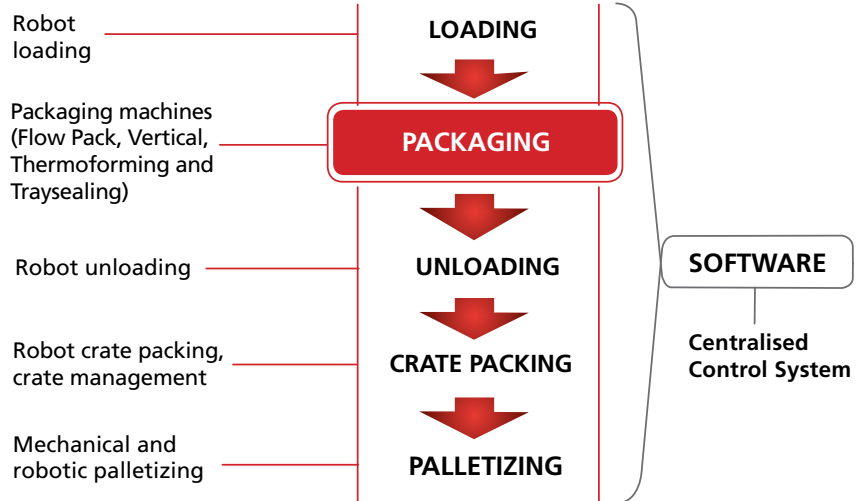 Robot
loading
LOADING
Packaging machines
(Flow Pack, Vertical,
Thermoforming and
Traysealing)
PACKAGING
Robot unloading
UNLOADING
SOFTWARE
Centralised
Control System
Robot crate packing,
crate management
CRATE PACKING
Mechanical and
robotic palletizing
PALLETIZING